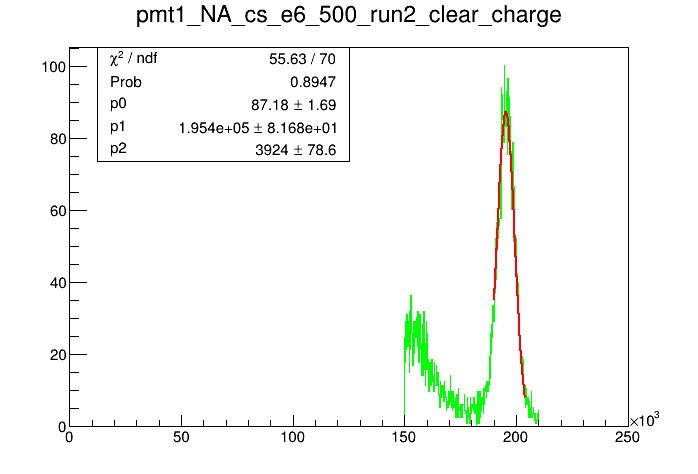 pmt1_NA_cs_e6_500_run2_clear_charge
χ² / ndf 55.63 / 70
Prob 0.8947
p0 87.18 ± 1.69
p1 1.954e+05 ± 8.168e+01
p2 3924 ± 78.6
100
80
60
40
20
0
0 50 100 150 200 250
×10³